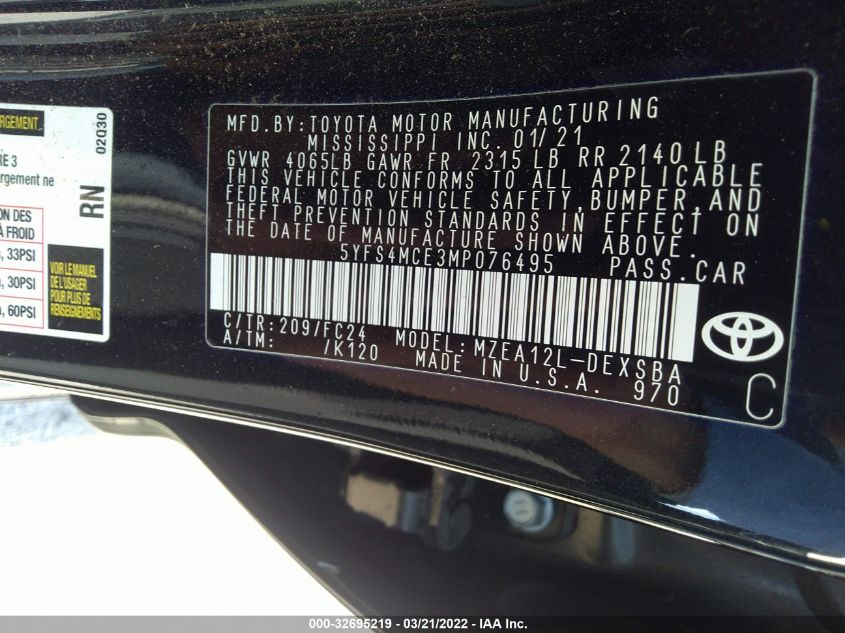 RGEMENT
RE 3
argement ne
ON DES
À FROID
, 33PSI
, 30PSI
, 60PSI
02Q30
RN
VOIR LE MANUEL
DE L'USAGER
POUR PLUS DE
RENSEIGNEMENTS
MFD.BY:TOYOTA MOTOR MANUFACTURING
MISSISSIPPI INC. 01/21
GVWR 4065LB GAWR FR 2315 LB RR 2140 LB
THIS VEHICLE CONFORMS TO ALL APPLICABLE
FEDERAL MOTOR VEHICLE SAFETY, BUMPER, AND
THEFT PREVENTION STANDARDS IN EFFECT ON
THE DATE OF MANUFACTURE SHOWN ABOVE.
5YFS4MCE3MP076495 PASS.CAR
C/TR:209/FC24 MODEL:MZEA12L-DEXSBA
A/TM: /K120 MADE IN U.S.A. 970
C
000-32695219 - 03/21/2022 - IAAI.com